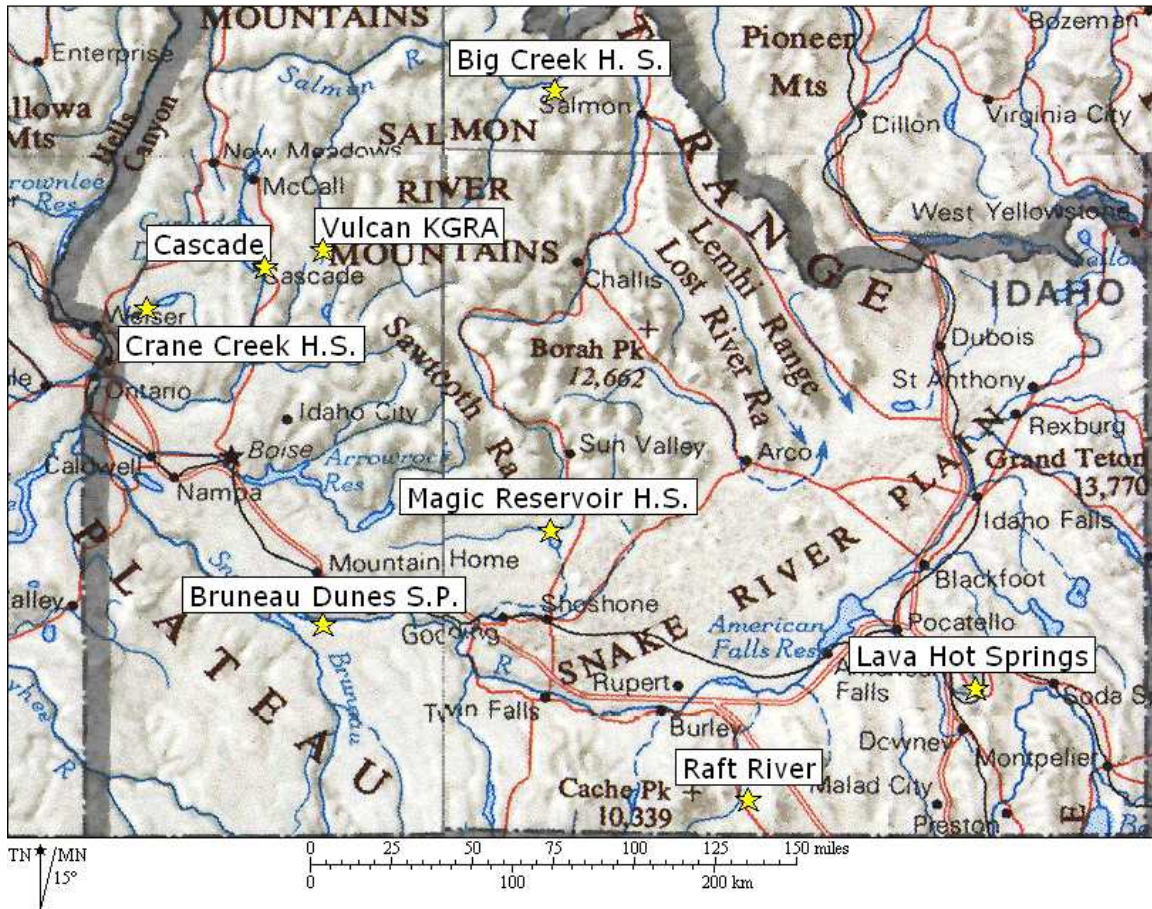 MOUNTAINS
Enterprise
Salmon R
Big Creek H. S.
Pioneer
Mts
Bozeman
Hells
Canyon
Mts
SALMON
Salmon
Dillon
Virginia City
New Meadows
McCall
RIVER
RANGE
Res
West Yellowstone
Cascade
Vulcan KGRA
MOUNTAINS
Cascade
Challis
Lemhi
Range
Lost River Ra
IDAHO
Weiser
Crane Creek H.S.
Sawtooth Ra
Borah Pk
12,662
Dubois
St Anthony
Ontario
Idaho City
Rexburg
Boise
Arrowrock
Res
Sun Valley
Arco
Grand Teton
13,770
Caldwell
Nampa
Magic Reservoir H.S.
Idaho Falls
Mountain Home
Blackfoot
Bruneau Dunes S.P.
Gooding
Shoshone
SNAKE RIVER PLAIN
American
Falls Res
Pocatello
PLATEAU
Bruneau
R
Lava Hot Springs
Falls
Rupert
Twin Falls
Burley
Downey
Montpelier
Raft River
Cache Pk
10,339
Malad City
Preston
R
TN
/MN
15°
0 25 50 75 100 125 150 miles
0 100 200 km